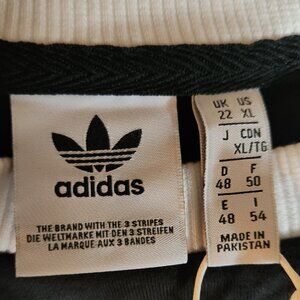 adidas
THE BRAND WITH THE 3 STRIPES
DIE WELTMARKE MIT DEN 3 STREIFEN
LA MARQUE AUX 3 BANDES
UK US
22 XL
J CDN
XL/TG
D F
48 50
E I
48 54
MADE IN
PAKISTAN